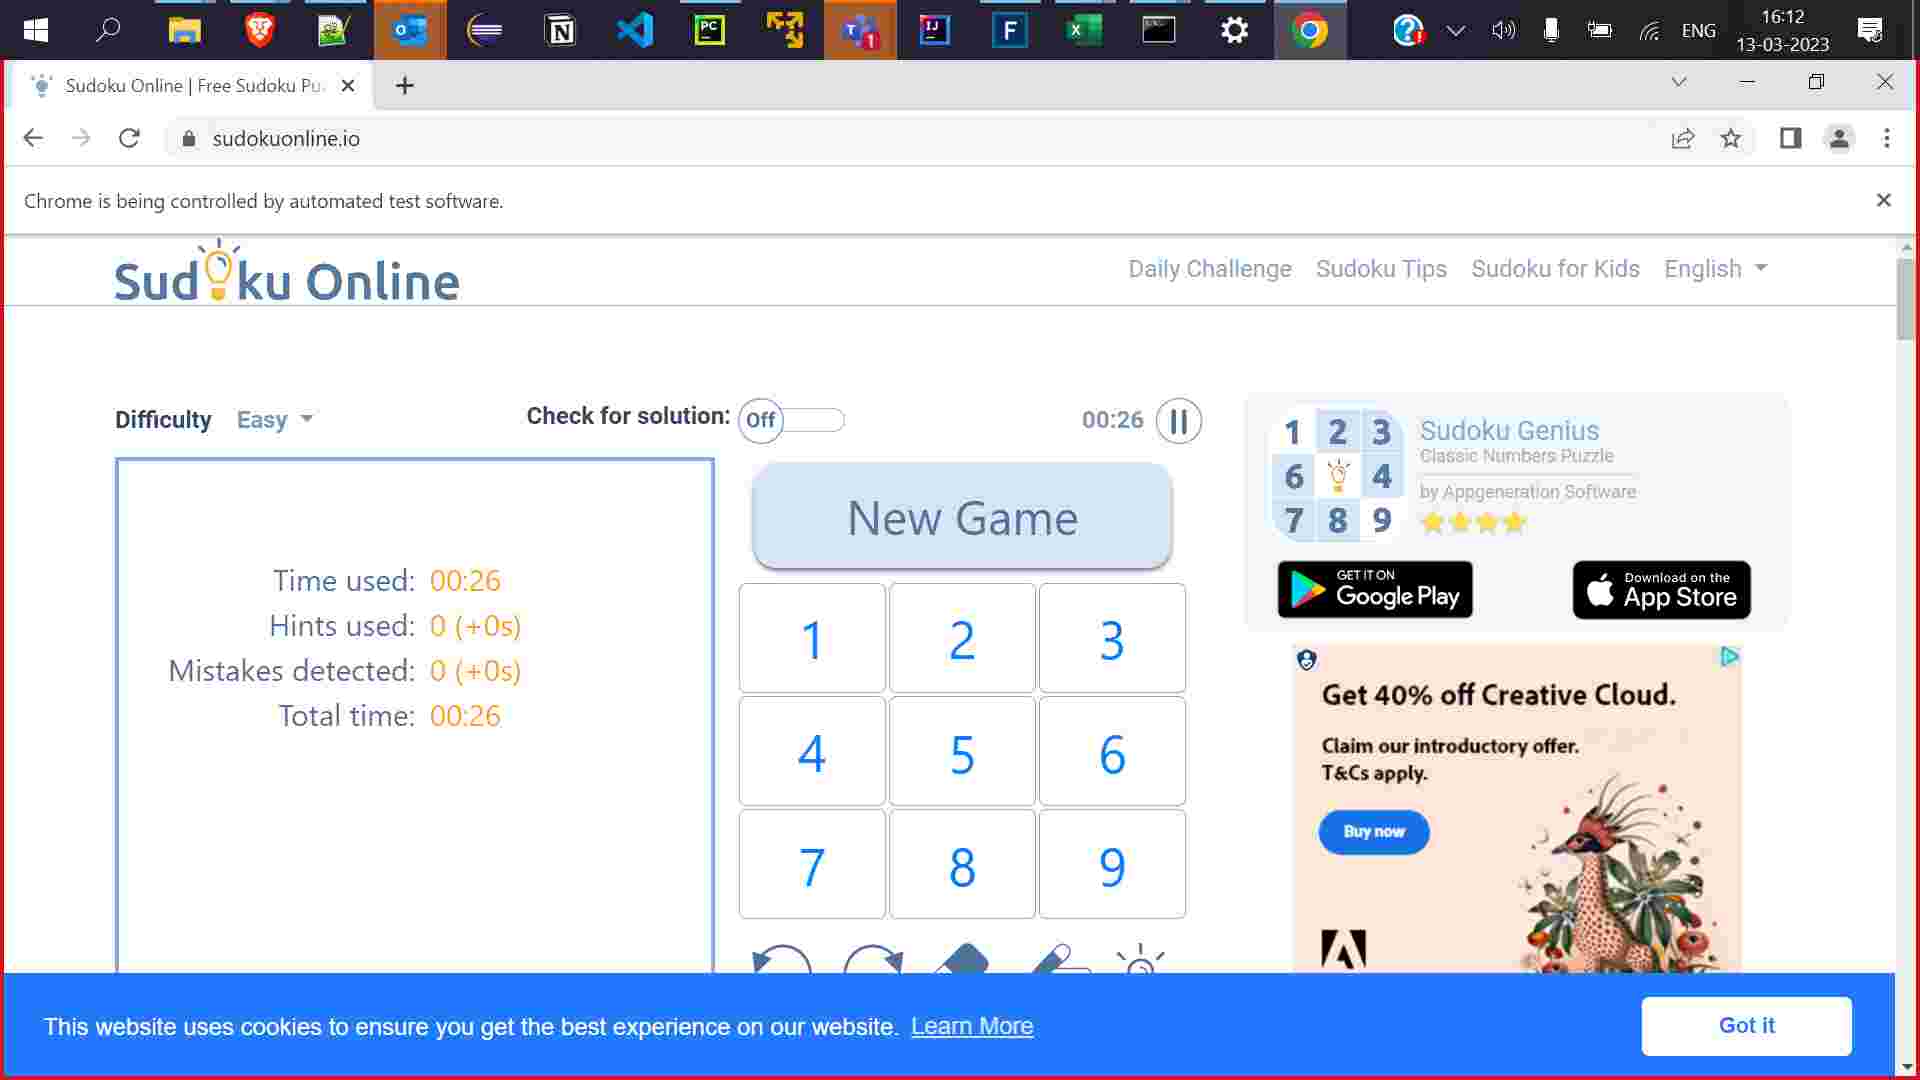 16:12
ENG
13-03-2023
Sudoku Online | Free Sudoku Pu
sudokuonline.io
Chrome is being controlled by automated test software.
Sudoku Online
Daily Challenge Sudoku Tips Sudoku for Kids English
Difficulty Easy
Check for solution: Off
00:26
New Game
Time used: 00:26
Hints used: 0 (+0s)
Mistakes detected: 0 (+0s)
Total time: 00:26
1 2 3
4 5 6
7 8 9
1 2 3
6 4
7 8 9
Sudoku Genius
Classic Numbers Puzzle
by Appgeneration Software
GET IT ON
Google Play
Download on the
App Store
Get 40% off Creative Cloud.
Claim our introductory offer.
T&Cs apply.
Buy now
This website uses cookies to ensure you get the best experience on our website. Learn More
Got it